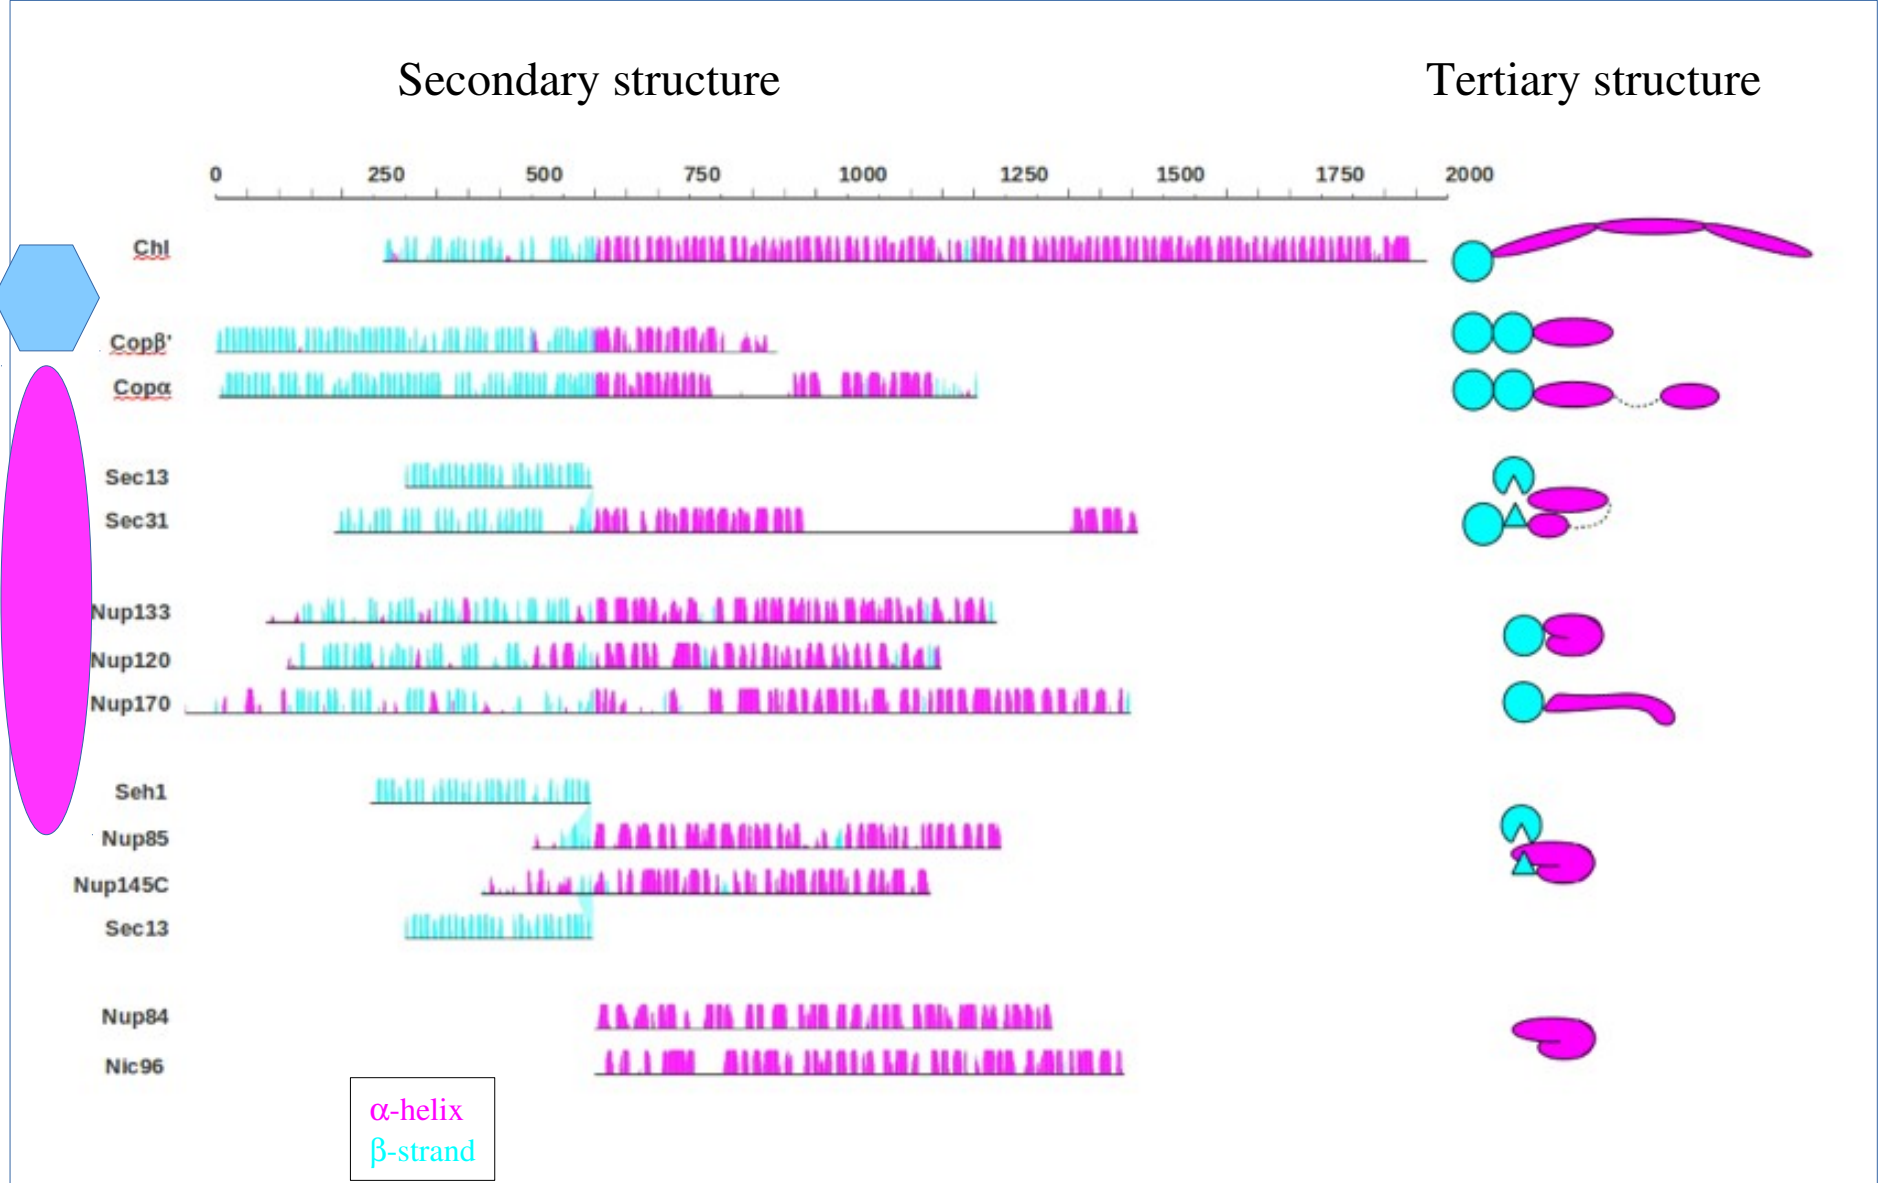 Secondary structure
Tertiary structure
0 250 500 750 1000 1250 1500 1750 2000
Chl
Copβ'
Copα
Sec13
Sec31
Nup133
Nup120
Nup170
Seh1
Nup85
Nup145C
Sec13
Nup84
Nic96
α-helix
β-strand